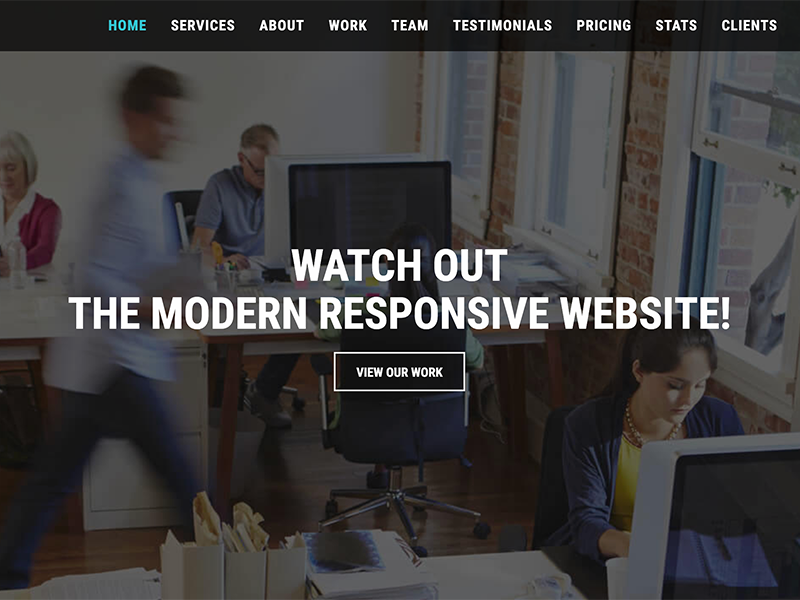 HOME SERVICES ABOUT WORK TEAM TESTIMONIALS PRICING STATS CLIENTS
WATCH OUT
THE MODERN RESPONSIVE WEBSITE!
VIEW OUR WORK